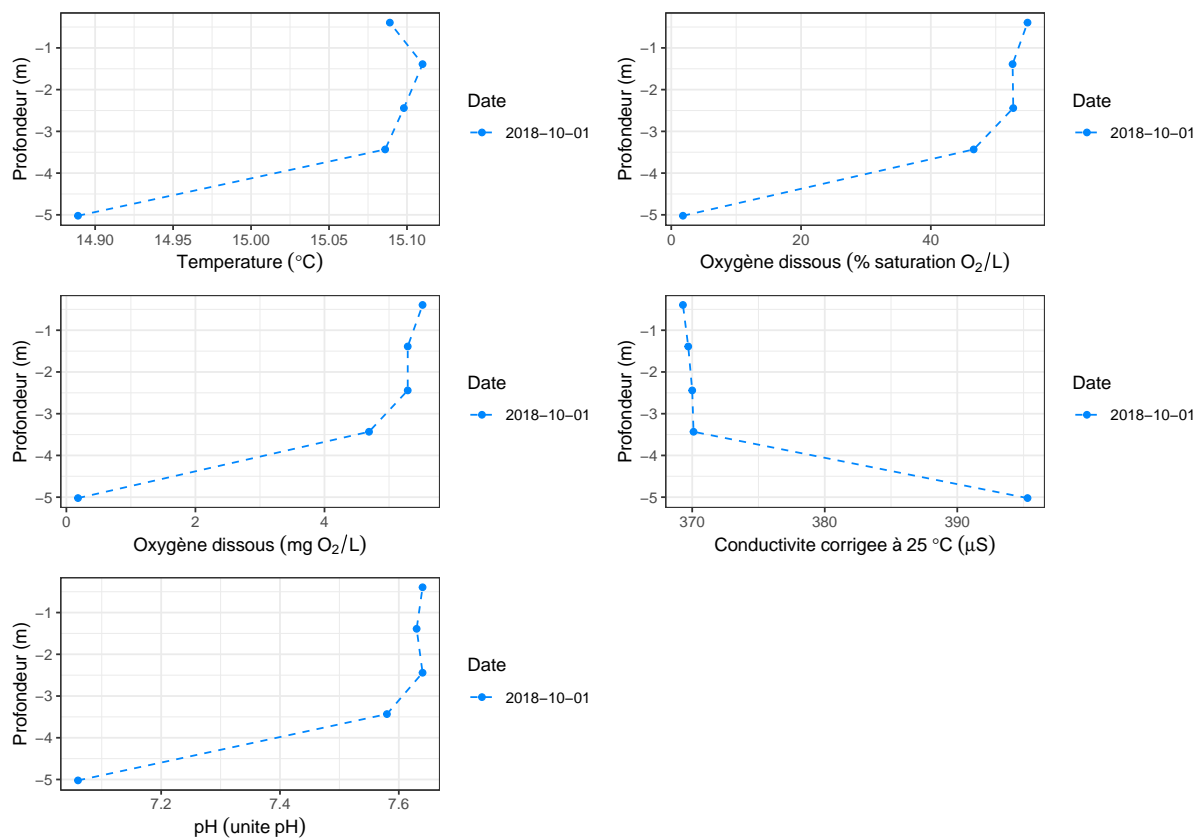 Profondeur (m)
−1
−2
−3
−4
−5
14.90 14.95 15.00 15.05 15.10
Temperature (°C)
Date
2018−10−01
Profondeur (m)
−1
−2
−3
−4
−5
0 20 40
Oxygène dissous (% saturation O₂/L)
Date
2018−10−01
Profondeur (m)
−1
−2
−3
−4
−5
0 2 4
Oxygène dissous (mg O₂/L)
Date
2018−10−01
Profondeur (m)
−1
−2
−3
−4
−5
370 380 390
Conductivite corrigee à 25 °C (µS)
Date
2018−10−01
Profondeur (m)
−1
−2
−3
−4
−5
7.2 7.4 7.6
pH (unite pH)
Date
2018−10−01